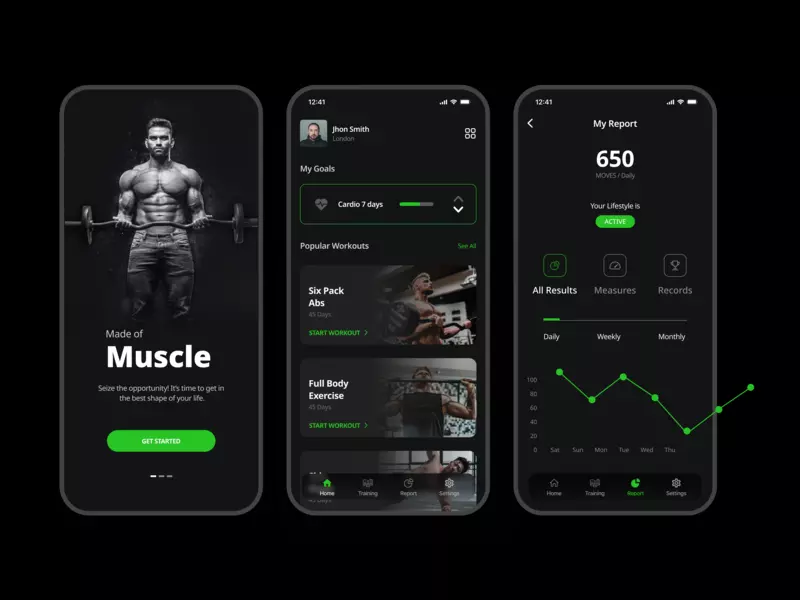 Made of
Muscle
Seize the opportunity! It's time to get in
the best shape of your life.
GET STARTED
12:41
Jhon Smith
London
My Goals
Cardio 7 days
Popular Workouts
See All
Six Pack
Abs
45 Days
START WORKOUT
Full Body
Exercise
45 Days
START WORKOUT
Home
Training
Report
Settings
12:41
My Report
650
MOVES / Daily
Your Lifestyle is
ACTIVE
All Results
Measures
Records
Daily
Weekly
Monthly
100
80
60
40
20
0
Sat
Sun
Mon
Tue
Wed
Thu
Home
Training
Report
Settings